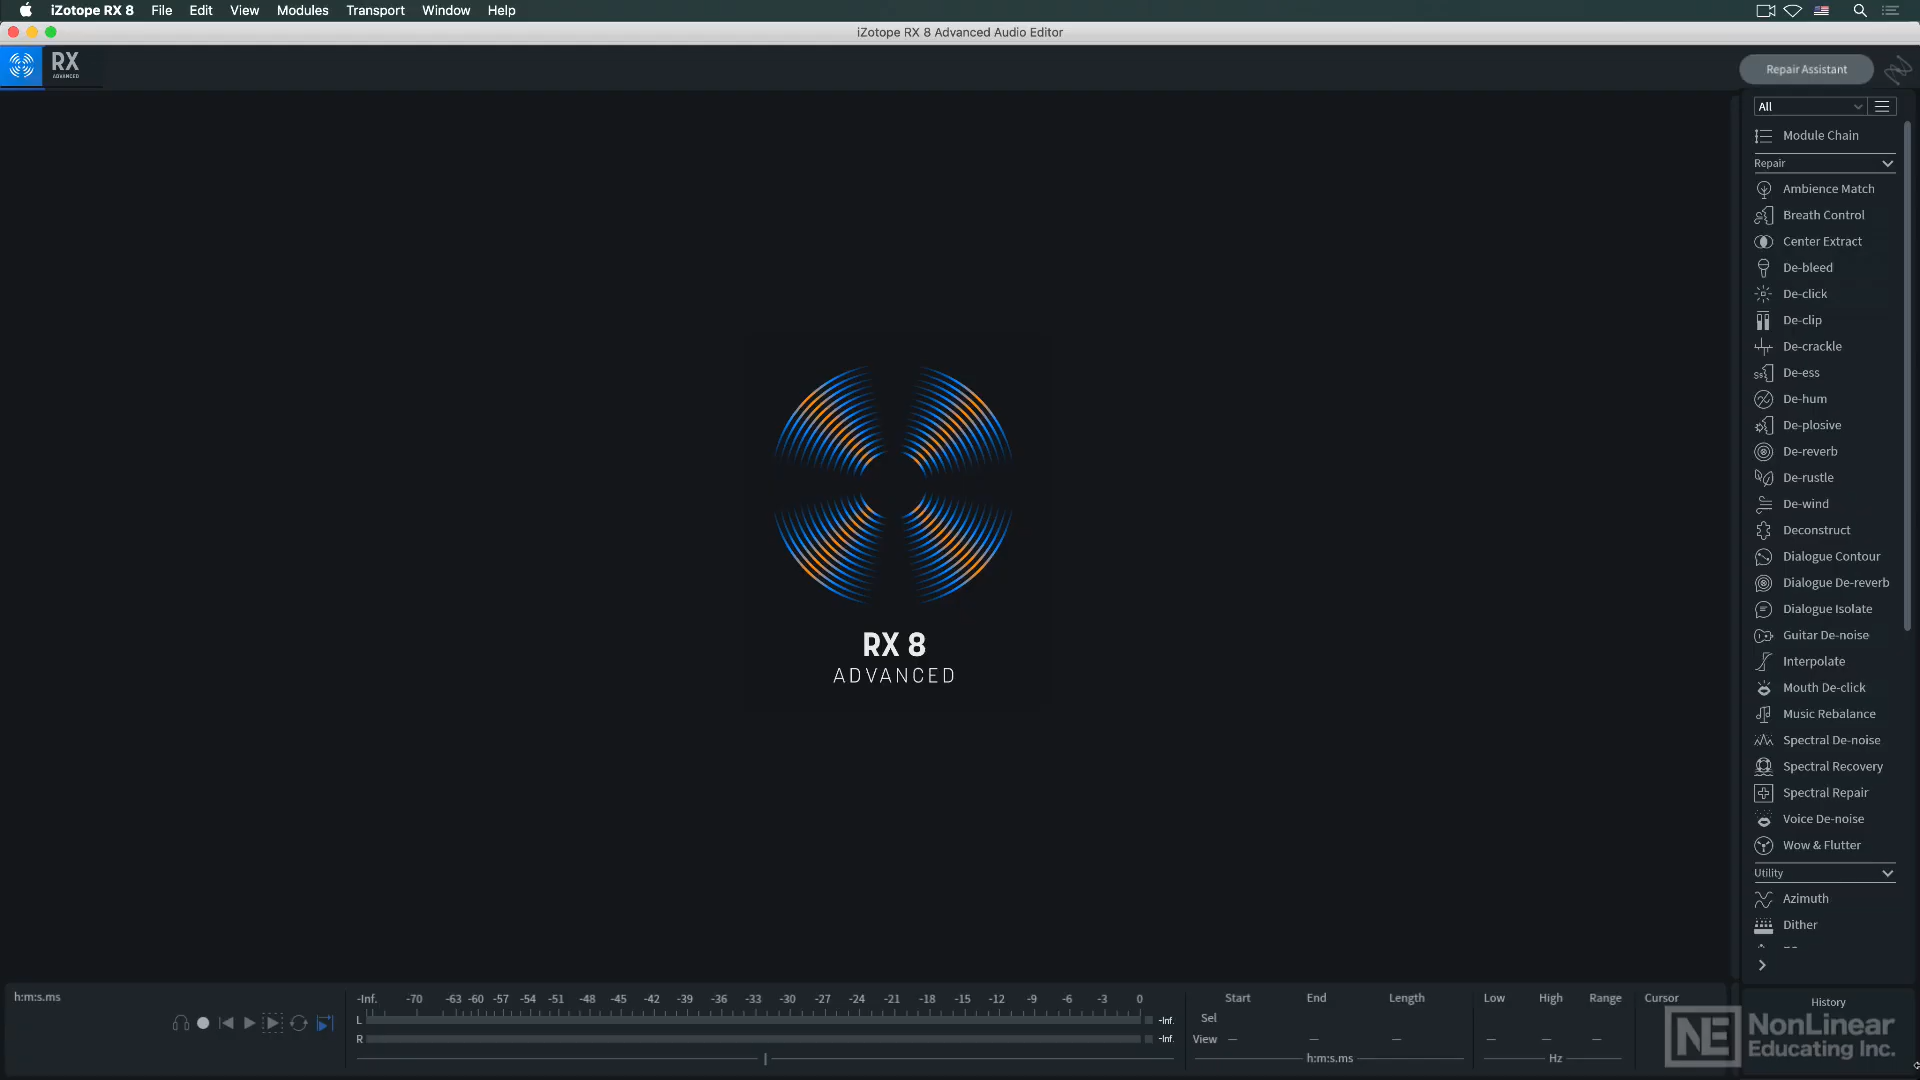 iZotope RX 8 File Edit View Modules Transport Window Help
iZotope RX 8 Advanced Audio Editor
RX
ADVANCED
Repair Assistant
All
Module Chain
Repair
Ambience Match
Breath Control
Center Extract
De-bleed
De-click
De-clip
De-crackle
De-ess
De-hum
De-plosive
De-reverb
De-rustle
De-wind
Deconstruct
Dialogue Contour
Dialogue De-reverb
Dialogue Isolate
Guitar De-noise
Interpolate
Mouth De-click
Music Rebalance
Spectral De-noise
Spectral Recovery
Spectral Repair
Voice De-noise
Wow & Flutter
Utility
Azimuth
Dither
RX 8
ADVANCED
h:m:s.ms
-Inf. -70 -63 -60 -57 -54 -51 -48 -45 -42 -39 -36 -33 -30 -27 -24 -21 -18 -15 -12 -9 -6 -3 0
L -Inf.
R -Inf.
Start End Length
Sel
View
h:m:s.ms
Low High Range
Hz
Cursor
History
NE NonLinear
Educating Inc.